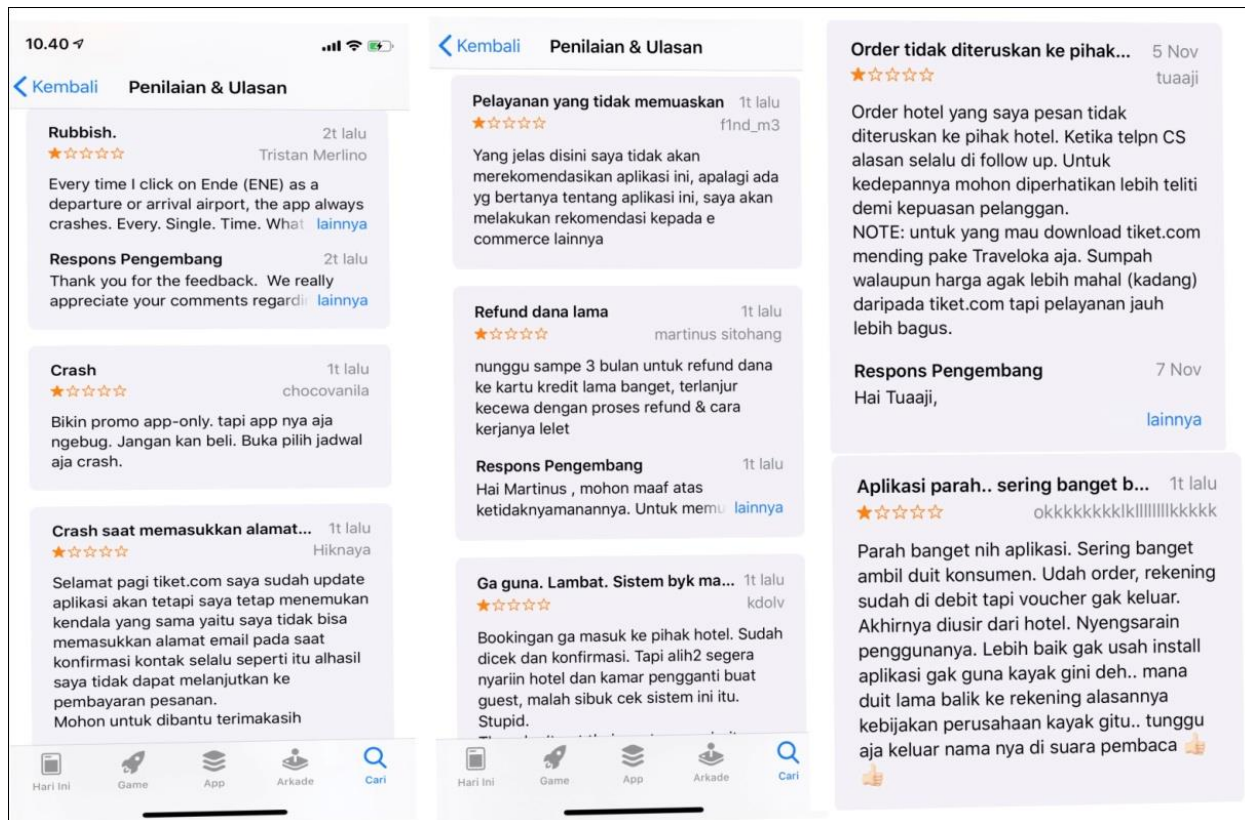 10.40
Kembali
Penilaian & Ulasan
Rubbish.
2t lalu
Tristan Merlino
Every time I click on Ende (ENE) as a
departure or arrival airport, the app always
crashes. Every. Single. Time. What lainnya
Respons Pengembang
2t lalu
Thank you for the feedback. We really
appreciate your comments regardin lainnya
Crash
1t lalu
chocovanila
Bikin promo app-only. tapi app nya aja
ngebug. Jangan kan beli. Buka pilih jadwal
aja crash.
Crash saat memasukkan alamat...
1t lalu
Hiknaya
Selamat pagi tiket.com saya sudah update
aplikasi akan tetapi saya tetap menemukan
kendala yang sama yaitu saya tidak bisa
memasukkan alamat email pada saat
konfirmasi kontak selalu seperti itu alhasil
saya tidak dapat melanjutkan ke
pembayaran pesanan.
Mohon untuk dibantu terimakasih
Hari Ini
Game
App
Arkade
Cari
Kembali
Penilaian & Ulasan
Pelayanan yang tidak memuaskan
1t lalu
f1nd_m3
Yang jelas disini saya tidak akan
merekomendasikan aplikasi ini, apalagi ada
yg bertanya tentang aplikasi ini, saya akan
melakukan rekomendasi kepada e
commerce lainnya
Refund dana lama
1t lalu
martinus sitohang
nunggu sampe 3 bulan untuk refund dana
ke kartu kredit lama banget, terlanjur
kecewa dengan proses refund & cara
kerjanya lelet
Respons Pengembang
1t lalu
Hai Martinus , mohon maaf atas
ketidaknyamanannya. Untuk memu lainnya
Ga guna. Lambat. Sistem byk ma...
1t lalu
kdolv
Bookingan ga masuk ke pihak hotel. Sudah
dicek dan konfirmasi. Tapi alih2 segera
nyariin hotel dan kamar pengganti buat
guest, malah sibuk cek sistem ini itu.
Stupid.
Hari Ini
Game
App
Arkade
Cari
Order tidak diteruskan ke pihak...
5 Nov
tuaaji
Order hotel yang saya pesan tidak
diteruskan ke pihak hotel. Ketika telpn CS
alasan selalu di follow up. Untuk
kedepannya mohon diperhatikan lebih teliti
demi kepuasan pelanggan.
NOTE: untuk yang mau download tiket.com
mending pake Traveloka aja. Sumpah
walaupun harga agak lebih mahal (kadang)
daripada tiket.com tapi pelayanan jauh
lebih bagus.
Respons Pengembang
7 Nov
Hai Tuaaji,
lainnya
Aplikasi parah.. sering banget b...
1t lalu
Parah banget nih aplikasi. Sering banget
ambil duit konsumen. Udah order, rekening
sudah di debit tapi voucher gak keluar.
Akhirnya diusir dari hotel. Nyengsarain
penggunanya. Lebih baik gak usah install
aplikasi gak guna kayak gini deh.. mana
duit lama balik ke rekening alasannya
kebijakan perusahaan kayak gitu.. tunggu
aja keluar nama nya di suara pembaca